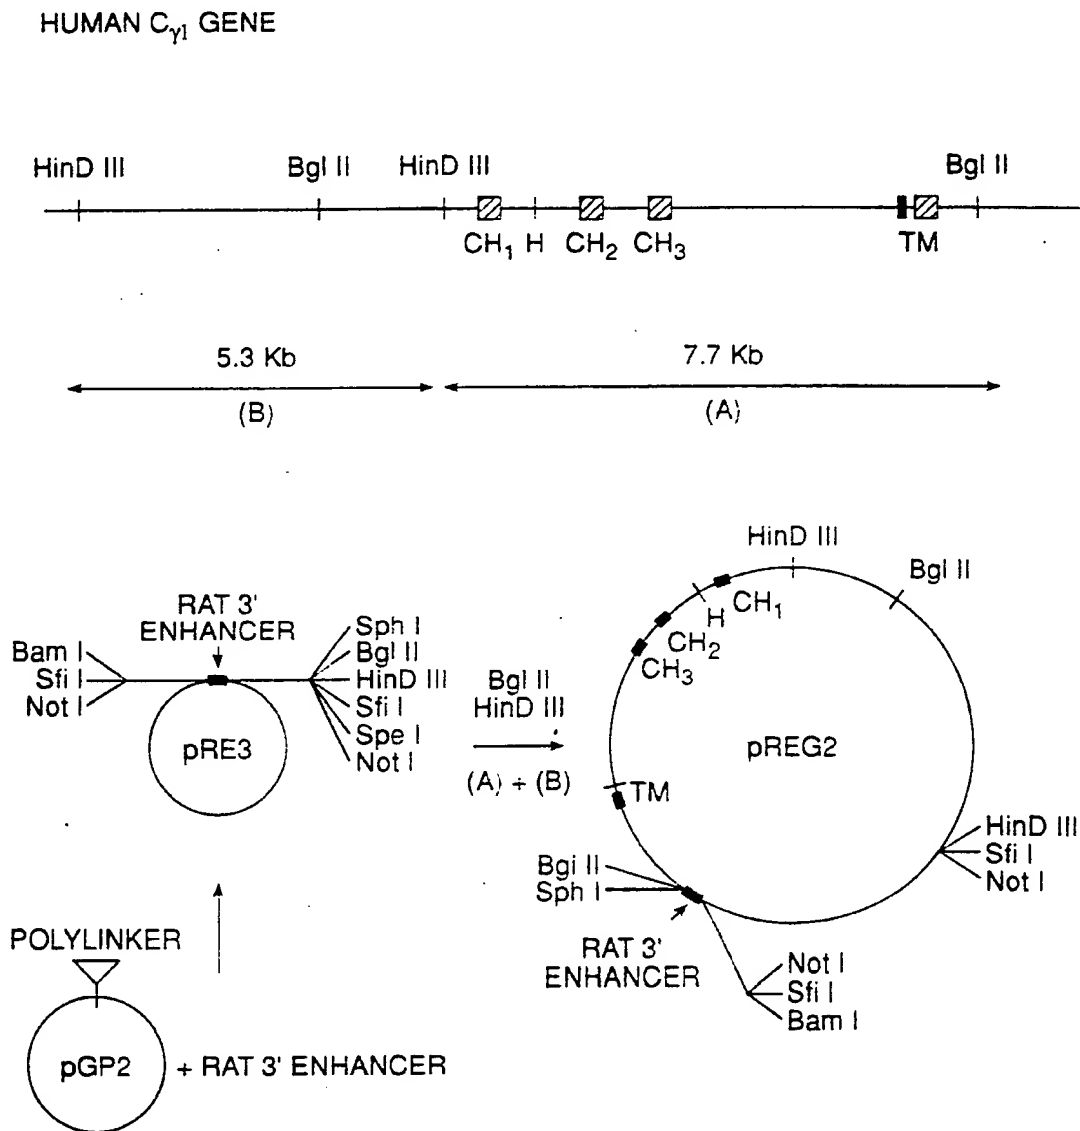 HUMAN Cγ1 GENE
HinD III
Bgl II
HinD III
Bgl II
CH1
H
CH2
CH3
TM
5.3 Kb
7.7 Kb
(B)
(A)
RAT 3'
ENHANCER
Bam I
Sfi I
Not I
Sph I
Bgl II
HinD III
Sfi I
Spe I
Not I
pRE3
Bgl II
HinD III
(A) + (B)
HinD III
Bgl II
CH1
H
CH2
CH3
pREG2
TM
HinD III
Sfi I
Not I
Bgl II
Sph I
RAT 3'
ENHANCER
Not I
Sfi I
Bam I
POLYLINKER
pGP2
+ RAT 3' ENHANCER